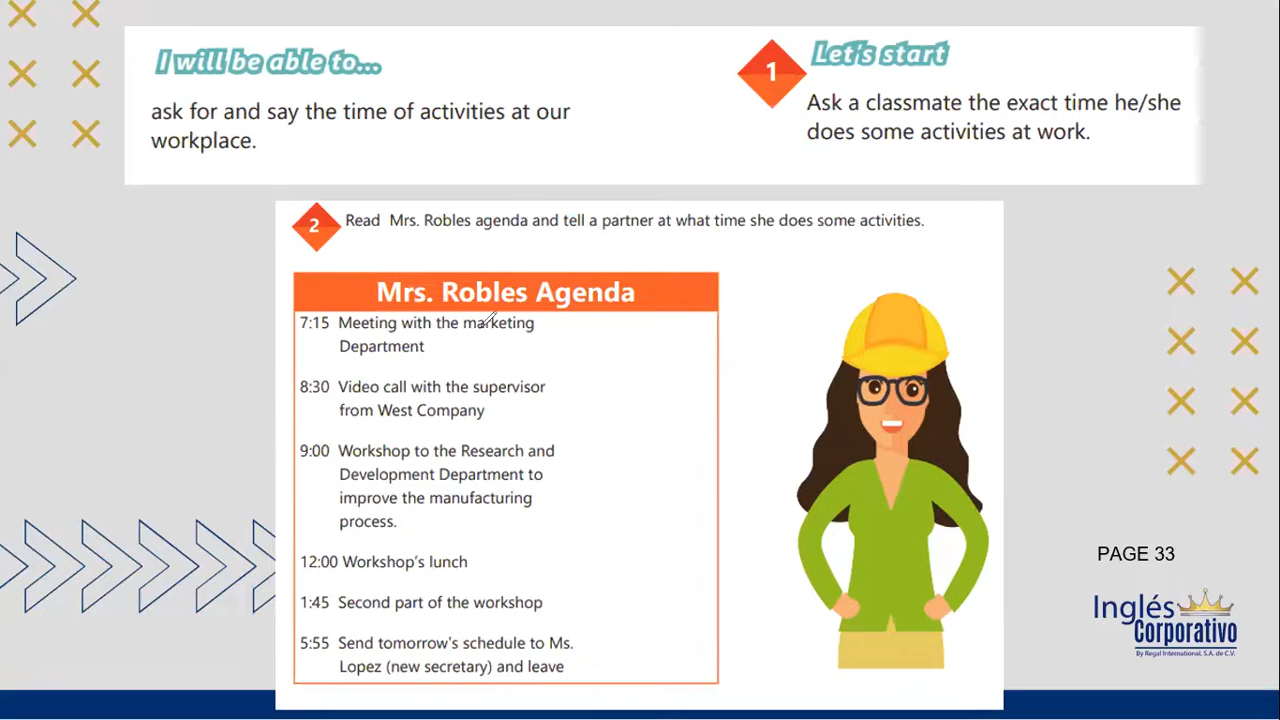 I will be able to...
ask for and say the time of activities at our
workplace.
1
Let's start
Ask a classmate the exact time he/she
does some activities at work.
2
Read Mrs. Robles agenda and tell a partner at what time she does some activities.
Mrs. Robles Agenda
7:15 Meeting with the marketing
Department
8:30 Video call with the supervisor
from West Company
9:00 Workshop to the Research and
Development Department to
improve the manufacturing
process.
12:00 Workshop's lunch
1:45 Second part of the workshop
5:55 Send tomorrow's schedule to Ms.
Lopez (new secretary) and leave
PAGE 33
Inglés
Corporativo
By Regal International, S.A. de C.V.